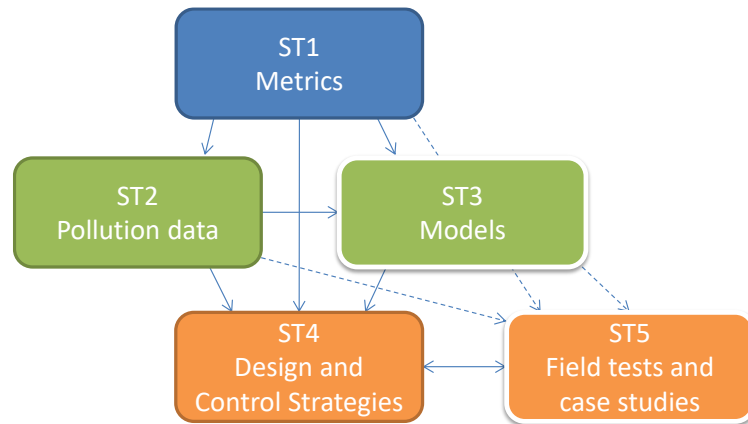 ST1
Metrics
ST2
Pollution data
ST3
Models
ST4
Design and
Control Strategies
ST5
Field tests and
case studies